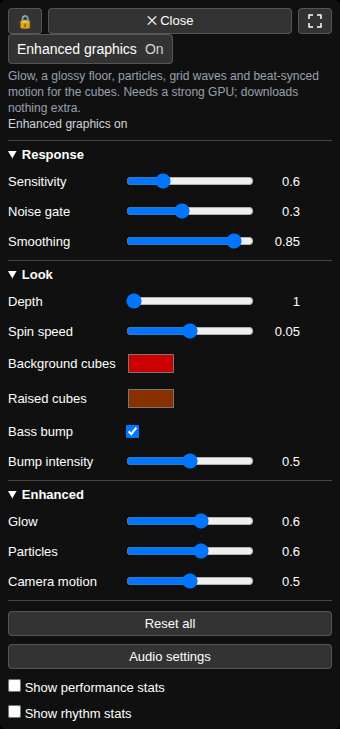 Close
Enhanced graphics On
Glow, a glossy floor, particles, grid waves and beat-synced
motion for the cubes. Needs a strong GPU; downloads
nothing extra.
Enhanced graphics on
Response
Sensitivity 0.6
Noise gate 0.3
Smoothing 0.85
Look
Depth 1
Spin speed 0.05
Background cubes
Raised cubes
Bass bump
Bump intensity 0.5
Enhanced
Glow 0.6
Particles 0.6
Camera motion 0.5
Reset all
Audio settings
Show performance stats
Show rhythm stats